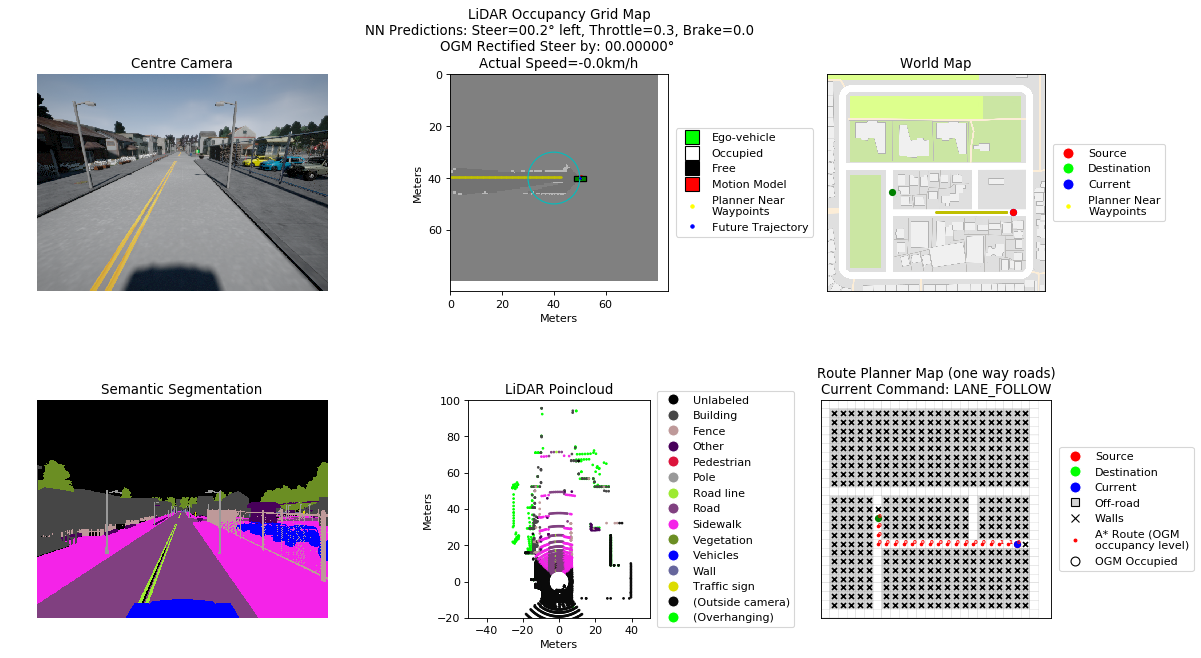 LiDAR Occupancy Grid Map
NN Predictions: Steer=00.2° left, Throttle=0.3, Brake=0.0
OGM Rectified Steer by: 00.00000°
Actual Speed=-0.0km/h
Centre Camera
World Map
0
20
40
60
Meters
0
20
40
60
Meters
Ego-vehicle
Occupied
Free
Motion Model
Planner Near
Waypoints
Future Trajectory
Source
Destination
Current
Planner Near
Waypoints
Semantic Segmentation
LiDAR Poincloud
Route Planner Map (one way roads)
Current Command: LANE_FOLLOW
100
80
60
40
20
0
−20
Meters
−40
−20
0
20
40
Meters
Unlabeled
Building
Fence
Other
Pedestrian
Pole
Road line
Road
Sidewalk
Vegetation
Vehicles
Wall
Traffic sign
(Outside camera)
(Overhanging)
Source
Destination
Current
Off-road
Walls
A* Route (OGM
occupancy level)
OGM Occupied